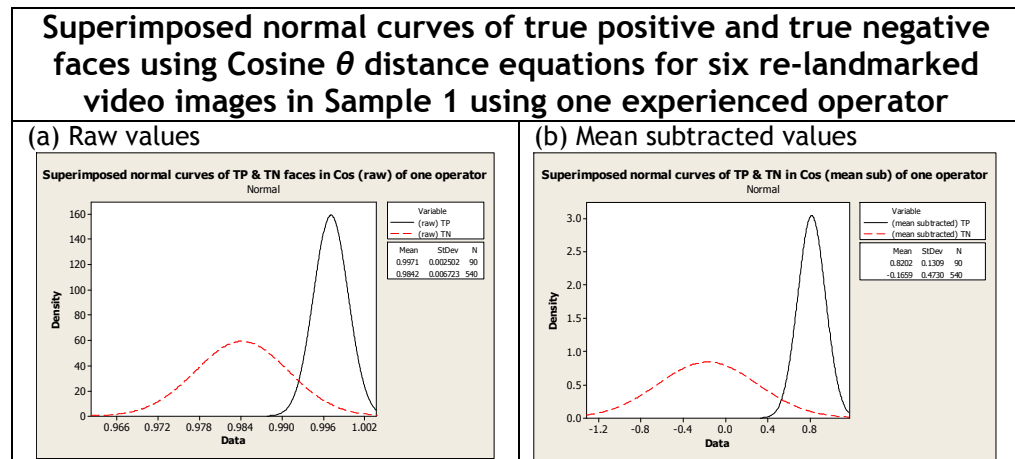 Superimposed normal curves of true positive and true negative
faces using Cosine θ distance equations for six re-landmarked
video images in Sample 1 using one experienced operator
(a) Raw values
Superimposed normal curves of TP & TN faces in Cos (raw) of one operator
Normal
Variable
(raw) TP
(raw) TN
Mean StDev N
0.9971 0.002502 90
0.9842 0.006723 540
Density
160
140
120
100
80
60
40
20
0
0.966 0.972 0.978 0.984 0.990 0.996 1.002
Data
(b) Mean subtracted values
Superimposed normal curves of TP & TN in Cos (mean sub) of one operator
Normal
Variable
(mean subtracted) TP
(mean subtracted) TN
Mean StDev N
0.8202 0.1309 90
-0.1659 0.4730 540
Density
3.0
2.5
2.0
1.5
1.0
0.5
0.0
-1.2 -0.8 -0.4 0.0 0.4 0.8
Data